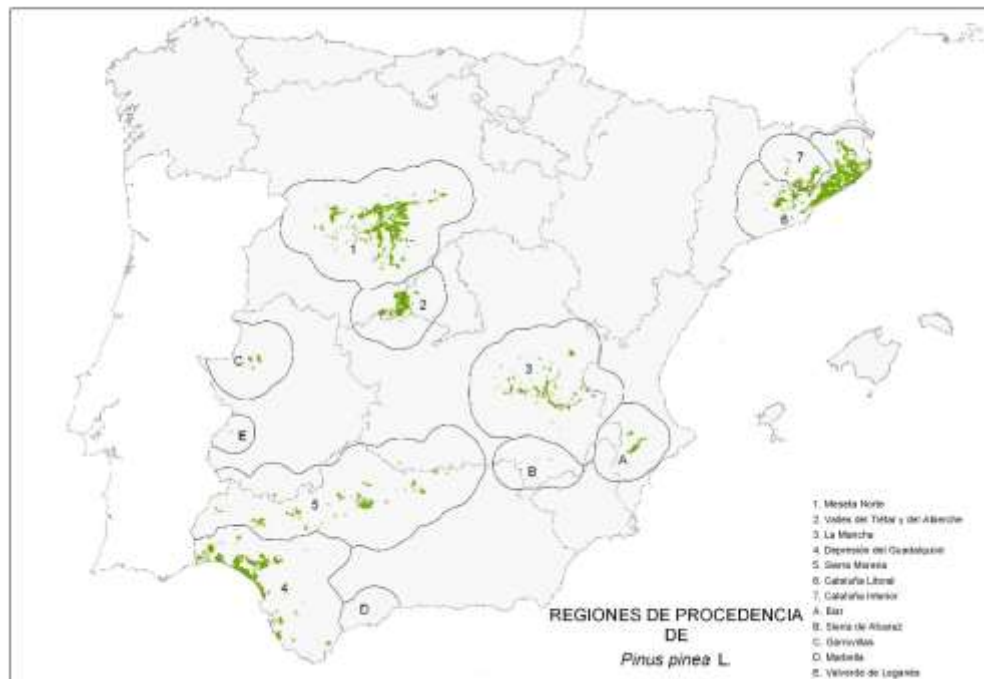 7
6
1
2
C
3
E
A
B
5
4
D
REGIONES DE PROCEDENCIA
DE
Pinus pinea L.
1. Meseta Norte
2. Valles del Tiétar y del Alberche
3. La Mancha
4. Depresión del Guadalquivir
5. Sierra Morena
6. Cataluña Litoral
7. Cataluña Interior
A. Biar
B. Sierra de Alcaraz
C. Garrovillas
D. Marbella
E. Valverde de Leganés